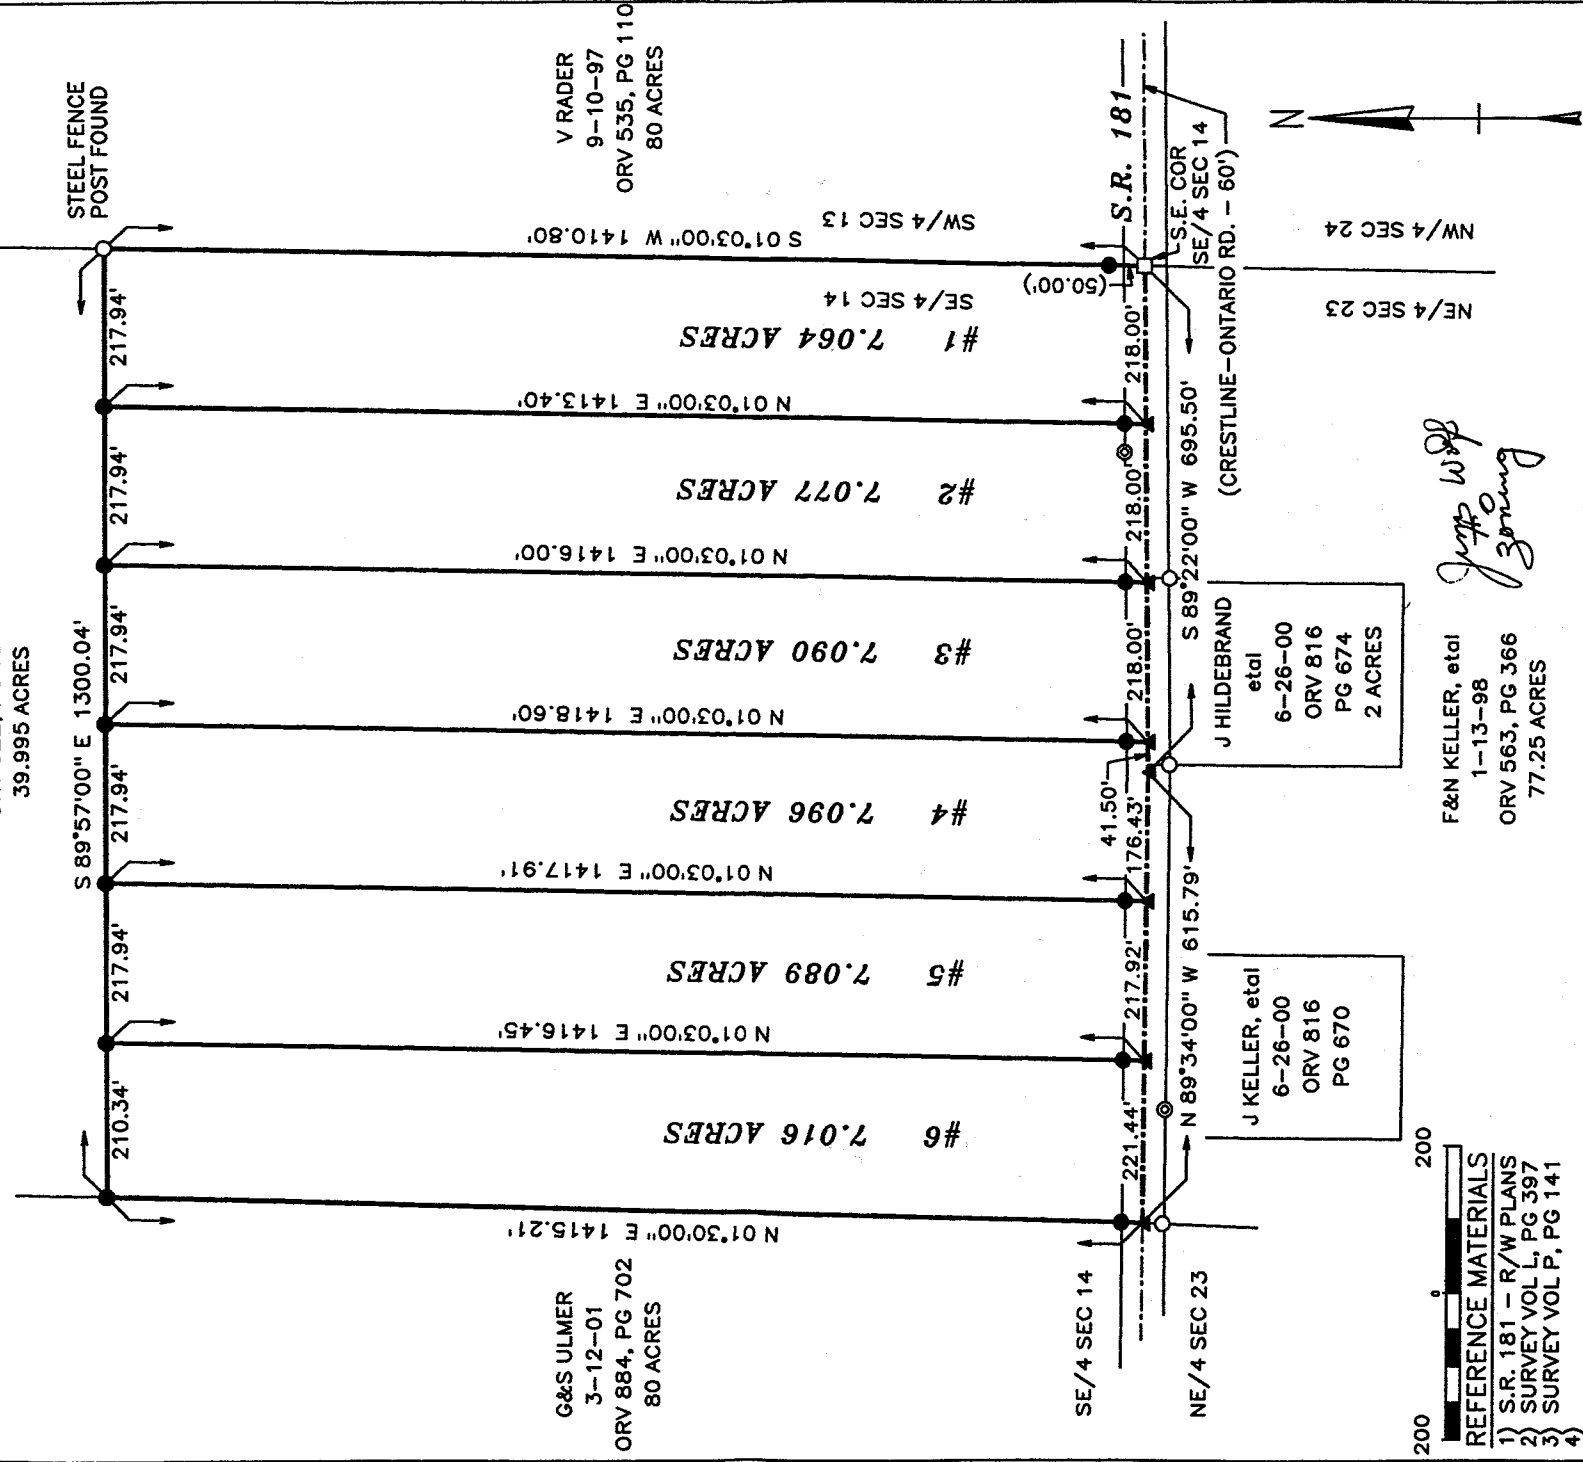 39.995 ACRES
S 89°57'00" E 1300.04'
STEEL FENCE
POST FOUND
210.34'
217.94'
217.94'
217.94'
217.94'
217.94'
G&S ULMER
3-12-01
ORV 884, PG 702
80 ACRES
V RADER
9-10-97
ORV 535, PG 110
80 ACRES
N 01°30'00" E 1415.21'
N 01°03'00" E 1416.45'
N 01°03'00" E 1417.91'
N 01°03'00" E 1418.60'
N 01°03'00" E 1416.00'
N 01°03'00" E 1413.40'
S 01°03'00" W 1410.80'
#6 7.016 ACRES
#5 7.089 ACRES
#4 7.096 ACRES
#3 7.090 ACRES
#2 7.077 ACRES
#1 7.064 ACRES
SE/4 SEC 14
SW/4 SEC 13
SE/4 SEC 14
NE/4 SEC 23
221.44'
217.92'
176.43'
41.50'
218.00'
218.00'
218.00'
(50.00')
S.R. 181
N 89°34'00" W 615.79'
S 89°22'00" W 695.50'
S.E. COR
SE/4 SEC 14
(CRESTLINE-ONTARIO RD. - 60')
NE/4 SEC 23
NW/4 SEC 24
J KELLER, etal
6-26-00
ORV 816
PG 670
J HILDEBRAND
etal
6-26-00
ORV 816
PG 674
2 ACRES
F&N KELLER, etal
1-13-98
ORV 563, PG 366
77.25 ACRES
Zoning
N
200 0 200
REFERENCE MATERIALS
1) S.R. 181 - R/W PLANS
2) SURVEY VOL L, PG 397
3) SURVEY VOL P, PG 141
4)